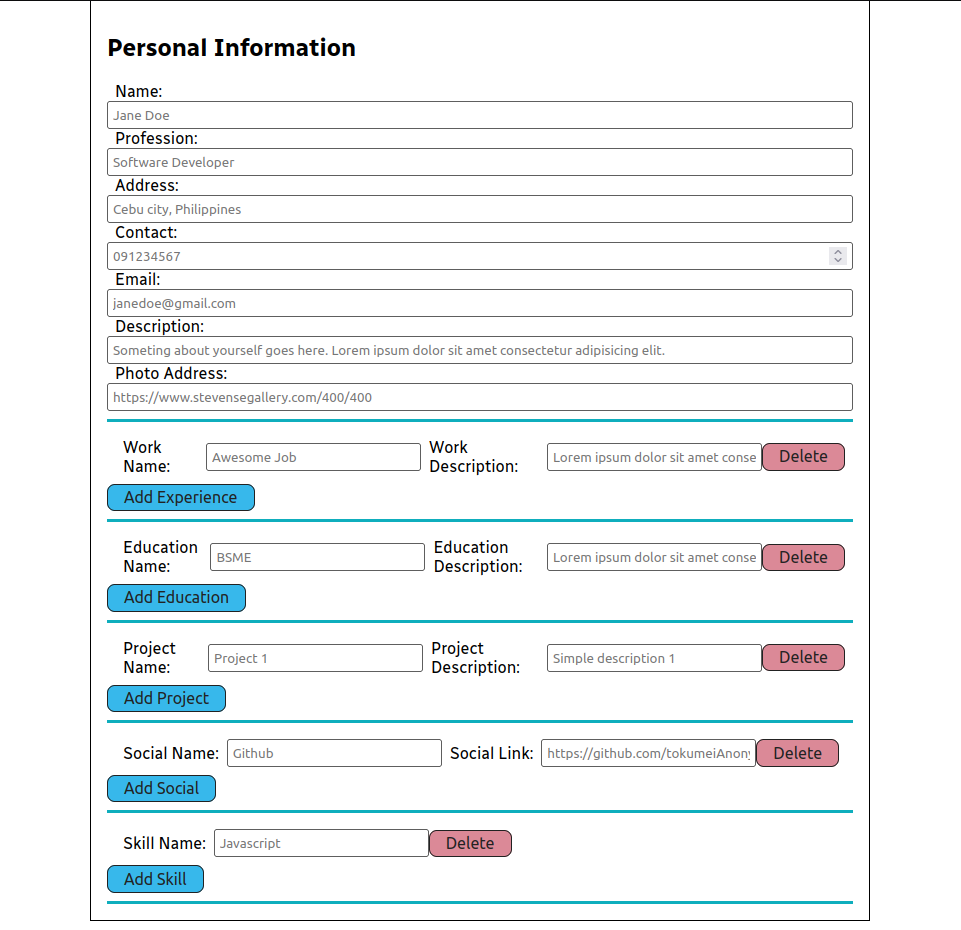 Personal Information
Name:
Jane Doe
Profession:
Software Developer
Address:
Cebu city, Philippines
Contact:
091234567
Email:
janedoe@gmail.com
Description:
Someting about yourself goes here. Lorem ipsum dolor sit amet consectetur adipisicing elit.
Photo Address:
https://www.stevensegallery.com/400/400
Work
Name:
Awesome Job
Work
Description:
Lorem ipsum dolor sit amet conse
Delete
Add Experience
Education
Name:
BSME
Education
Description:
Lorem ipsum dolor sit amet conse
Delete
Add Education
Project
Name:
Project 1
Project
Description:
Simple description 1
Delete
Add Project
Social Name:
Github
Social Link:
https://github.com/tokumeiAnony
Delete
Add Social
Skill Name:
Javascript
Delete
Add Skill